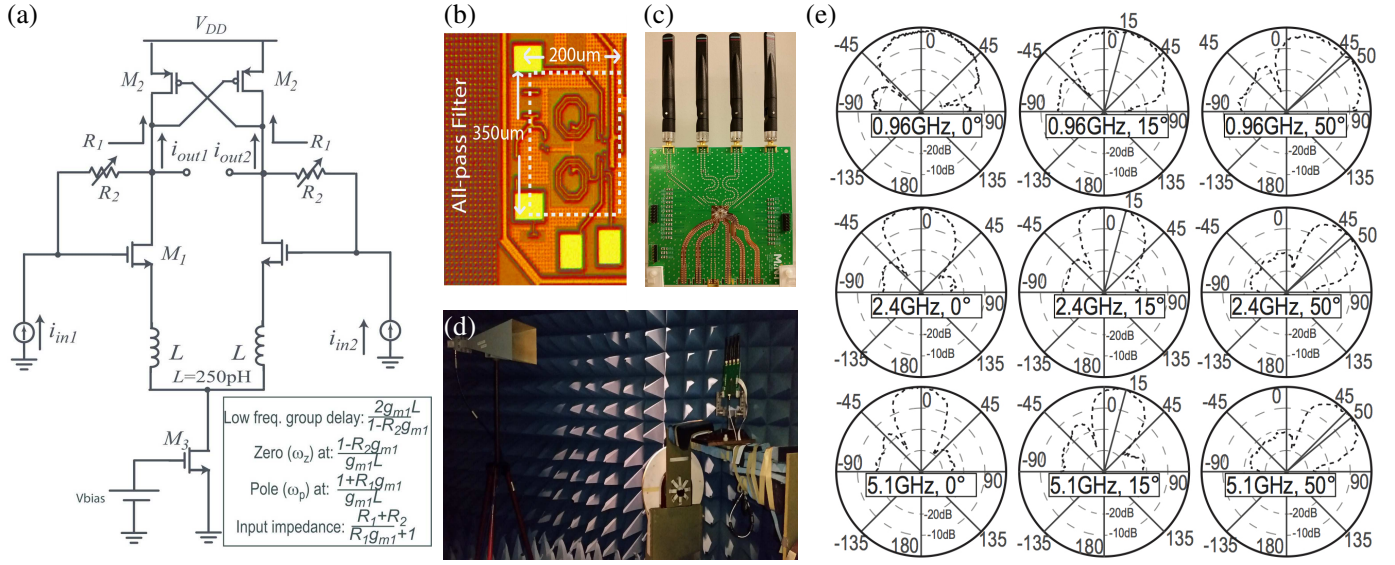 (a)
V_DD
M_2
M_2
R_1
R_1
i_out1
i_out2
R_2
R_2
M_1
i_in1
i_in2
L
L
L=250pH
M_3
Vbias
Low freq. group delay: 2g_m1L / 1-R_2g_m1
Zero (ω_z) at: 1-R_2g_m1 / g_m1L
Pole (ω_p) at: 1+R_1g_m1 / g_m1L
Input impedance: R_1+R_2 / R_1g_m1+1
(b)
All-pass Filter
200um
350um
(c)
(d)
(e)
-45
0
45
-90
90
0.96GHz, 0°
-20dB
-10dB
-135
180
135
-45
0
15
45
-90
90
0.96GHz, 15°
-20dB
-10dB
-135
180
135
-45
0
45
50
-90
90
0.96GHz, 50°
-20dB
-10dB
-135
180
135
-45
0
45
-90
90
2.4GHz, 0°
-20dB
-10dB
-135
180
135
-45
0
15
45
-90
90
2.4GHz, 15°
-20dB
-10dB
-135
180
135
-45
0
45
50
-90
90
2.4GHz, 50°
-20dB
-10dB
-135
180
135
-45
0
45
-90
90
5.1GHz, 0°
-20dB
-10dB
-135
180
135
-45
0
15
45
-90
90
5.1GHz, 15°
-20dB
-10dB
-135
180
135
-45
0
45
50
-90
90
5.1GHz, 50°
-20dB
-10dB
-135
180
135